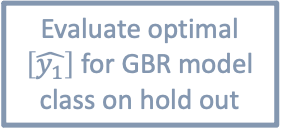 Evaluate optimal
[ŷ₁] for GBR model
class on hold out